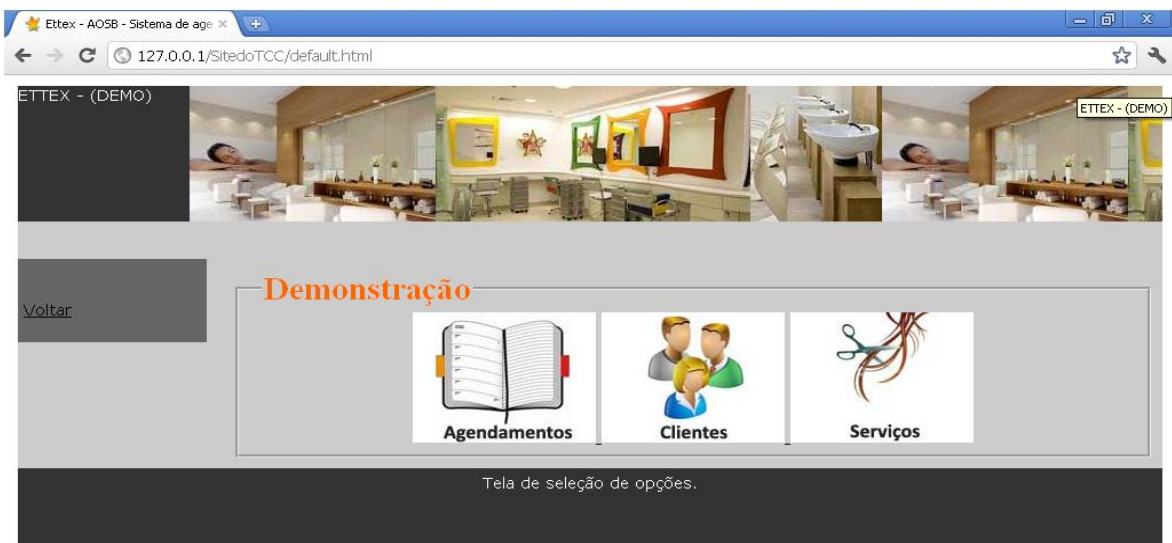 Ettex - AOSB - Sistema de age
127.0.0.1/SitedoTCC/default.html
ETTEX - (DEMO)
ETTEX - (DEMO)
Voltar
Demonstração
Agendamentos
Clientes
Serviços
Tela de seleção de opções.